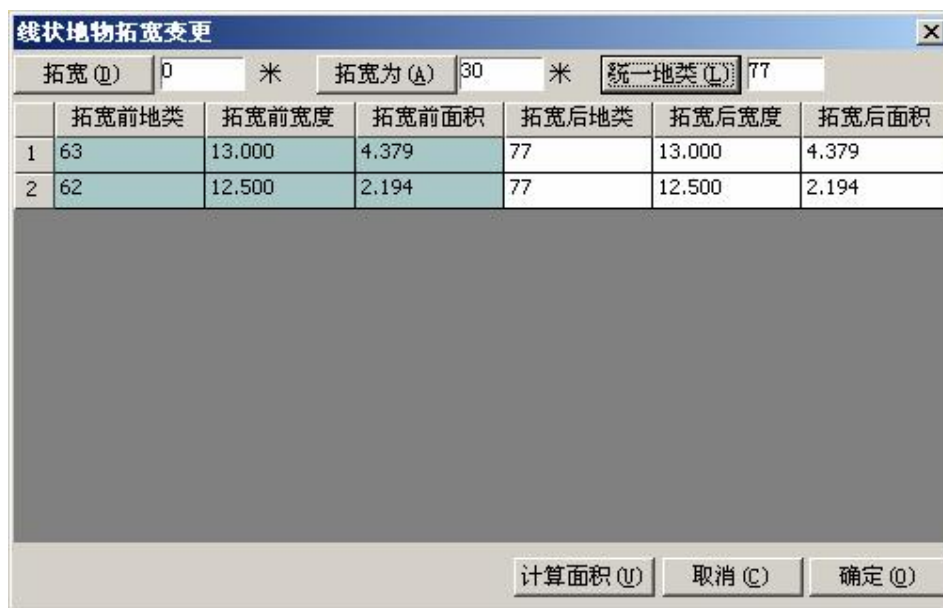 线状地物拓宽变更
拓宽(D) 0 米 拓宽为(A) 30 米 统一地类(L) 77
拓宽前地类 拓宽前宽度 拓宽前面积 拓宽后地类 拓宽后宽度 拓宽后面积
1 63 13.000 4.379 77 13.000 4.379
2 62 12.500 2.194 77 12.500 2.194
计算面积(U) 取消(C) 确定(O)